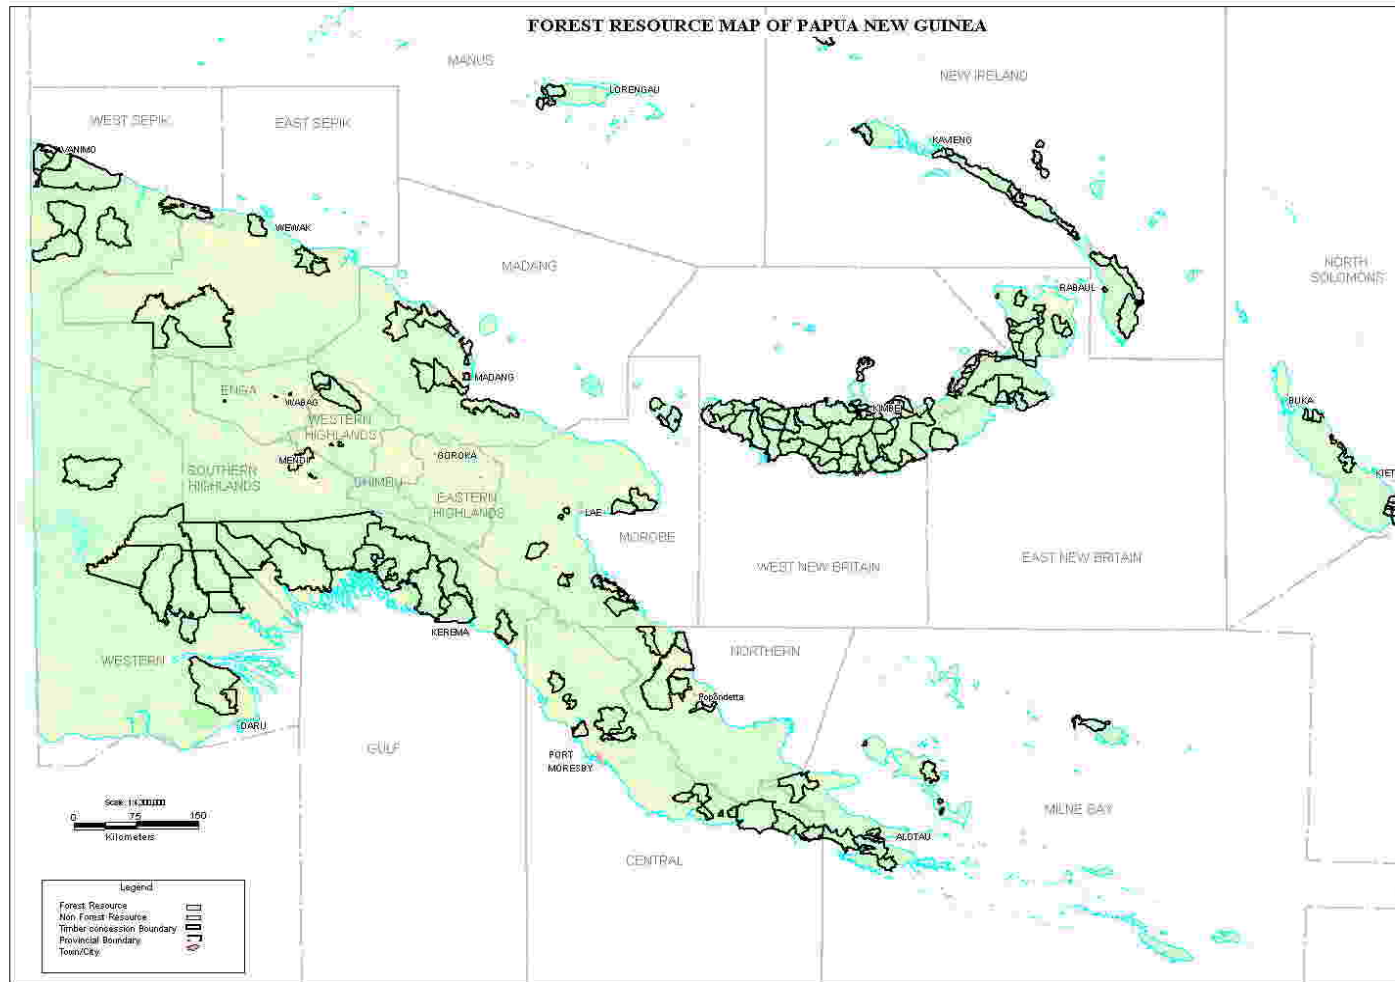 FOREST RESOURCE MAP OF PAPUA NEW GUINEA
MANUS
NEW IRELAND
LORENGAU
WEST SEPIK
EAST SEPIK
VANIMO
KAVIENG
WEWAK
MADANG
NORTH
SOLOMONS
RABAUL
MADANG
ENGA
WABAG
WESTERN
HIGHLANDS
KIMBE
BUKA
MENDI
GOROKA
SOUTHERN
HIGHLANDS
CHIMBU
EASTERN
HIGHLANDS
KIET
LAE
MOROBE
WEST NEW BRITAIN
EAST NEW BRITAIN
KEREMA
WESTERN
NORTHERN
Popondetta
DARU
GULF
PORT
MORESBY
MILNE BAY
ALOTAU
CENTRAL
0 75 150
Kilometers
Legend
Forest Resource
Non Forest Resource
Timber concession Boundary
Provincial Boundary
Town/City